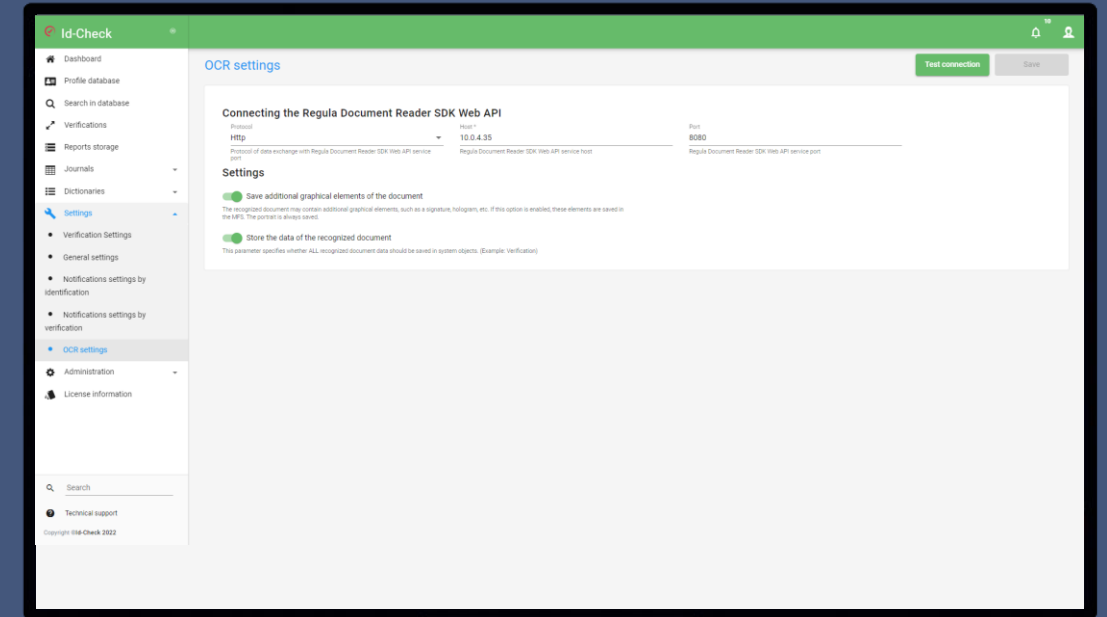 Id-Check
10
Dashboard
Profile database
Search in database
Verifications
Reports storage
Journals
Dictionaries
Settings
Verification Settings
General settings
Notifications settings by
identification
Notifications settings by
verification
OCR settings
Administration
License information
Search
Technical support
Copyright ©Id-Check 2022
OCR settings
Test connection
Save
Connecting the Regula Document Reader SDK Web API
Protocol
Http
Protocol of data exchange with Regula Document Reader SDK Web API service
port
Host *
10.0.4.35
Regula Document Reader SDK Web API service host
Port
8080
Regula Document Reader SDK Web API service port
Settings
Save additional graphical elements of the document
The recognized document may contain additional graphical elements, such as a signature, hologram, etc. If this option is enabled, these elements are saved in
the MFS. The portrait is always saved.
Store the data of the recognized document
This parameter specifies whether ALL recognized document data should be saved in system objects. (Example: Verification)